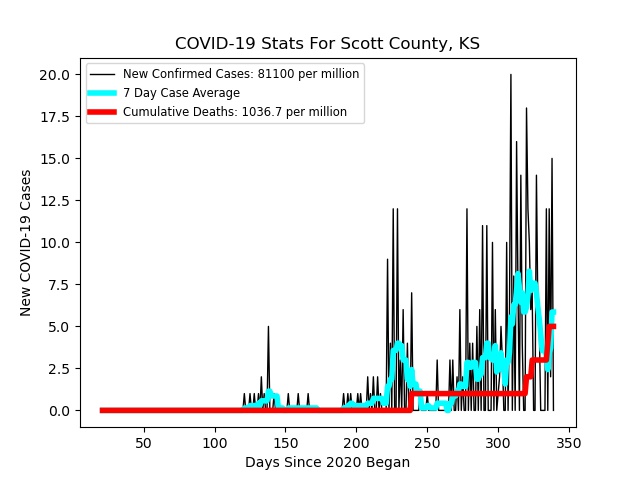 COVID-19 Stats For Scott County, KS
New Confirmed Cases: 81100 per million
7 Day Case Average
Cumulative Deaths: 1036.7 per million
20.0
17.5
15.0
12.5
10.0
7.5
5.0
2.5
0.0
New COVID-19 Cases
50 100 150 200 250 300 350
Days Since 2020 Began